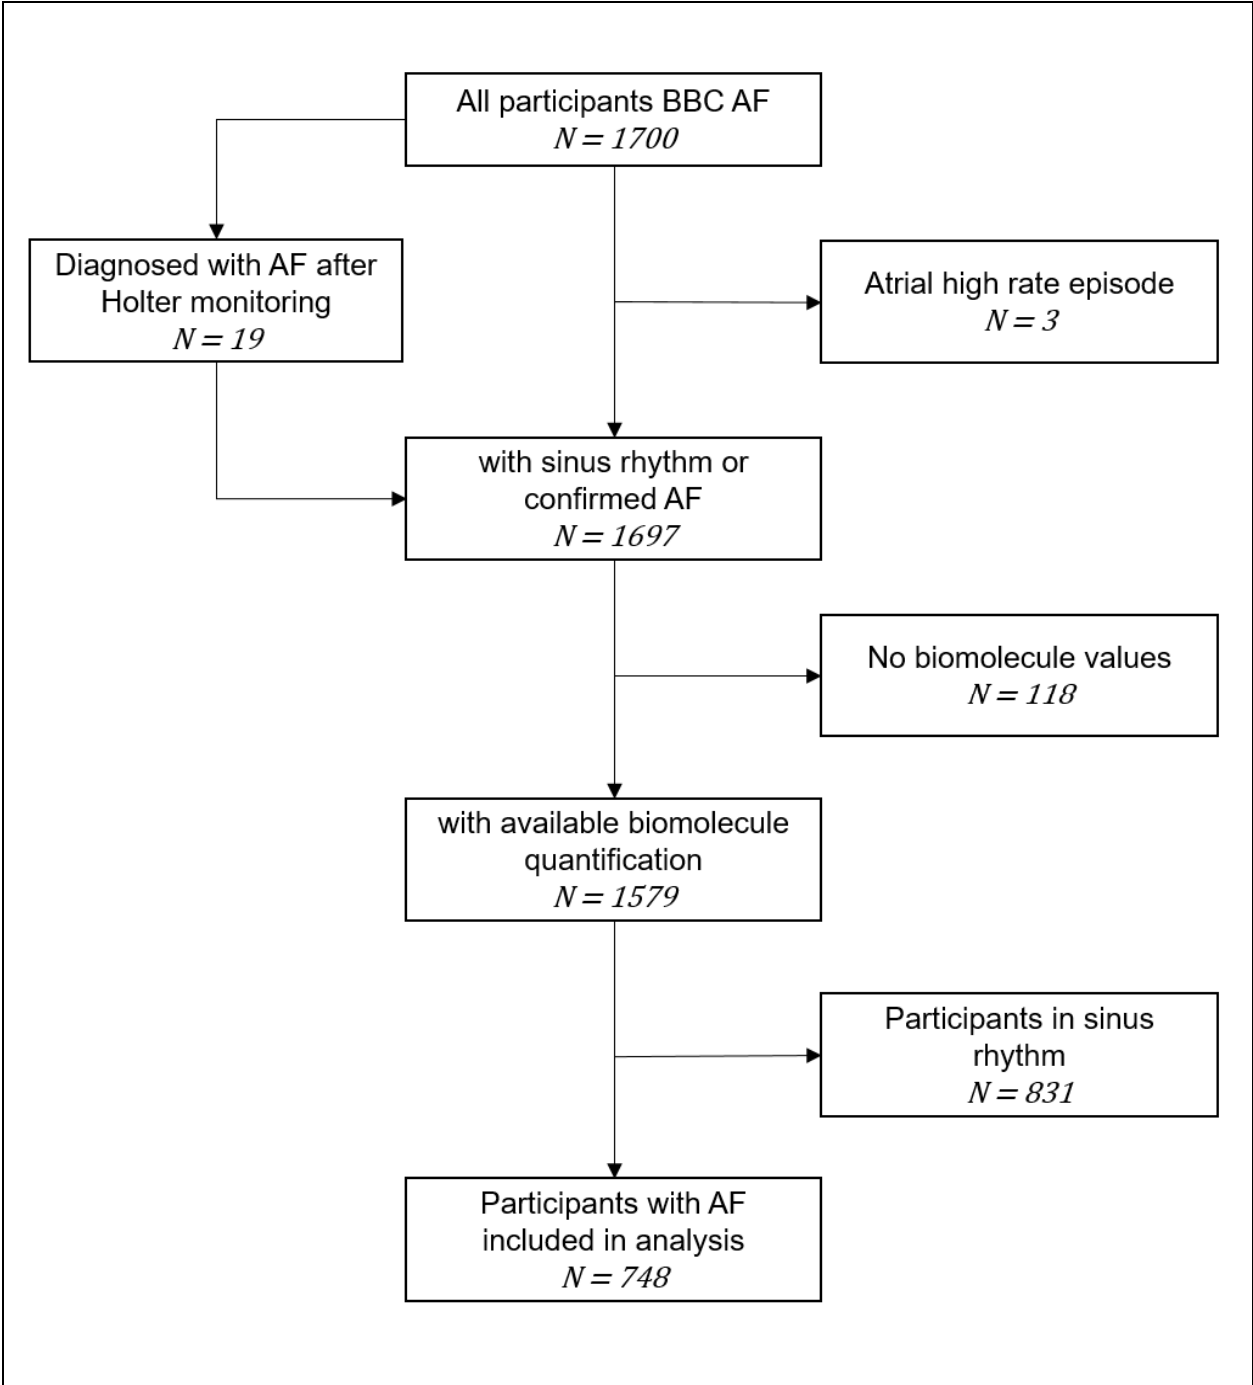 All participants BBC AF
N = 1700
Diagnosed with AF after
Holter monitoring
N = 19
Atrial high rate episode
N = 3
with sinus rhythm or
confirmed AF
N = 1697
No biomolecule values
N = 118
with available biomolecule
quantification
N = 1579
Participants in sinus
rhythm
N = 831
Participants with AF
included in analysis
N = 748